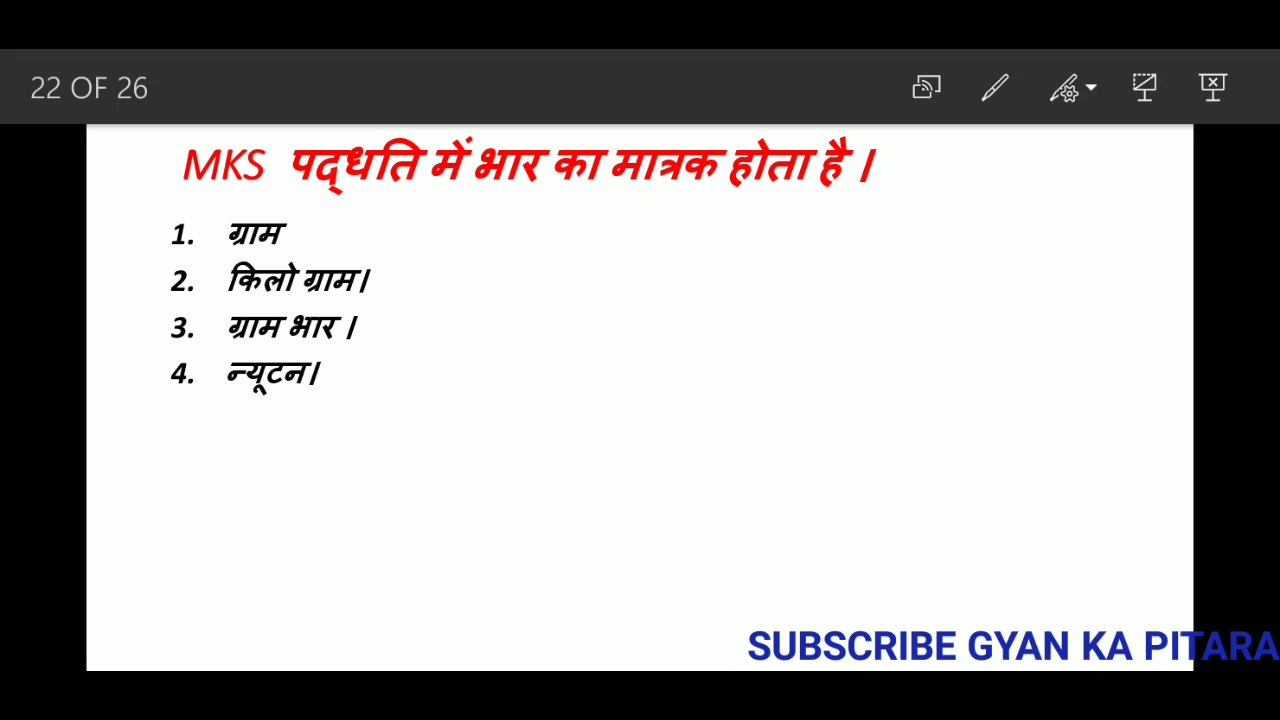 22 OF 26
MKS पद्धति में भार का मात्रक होता है ।
1. ग्राम
2. किलो ग्राम।
3. ग्राम भार ।
4. न्यूटन।
SUBSCRIBE GYAN KA PITARA